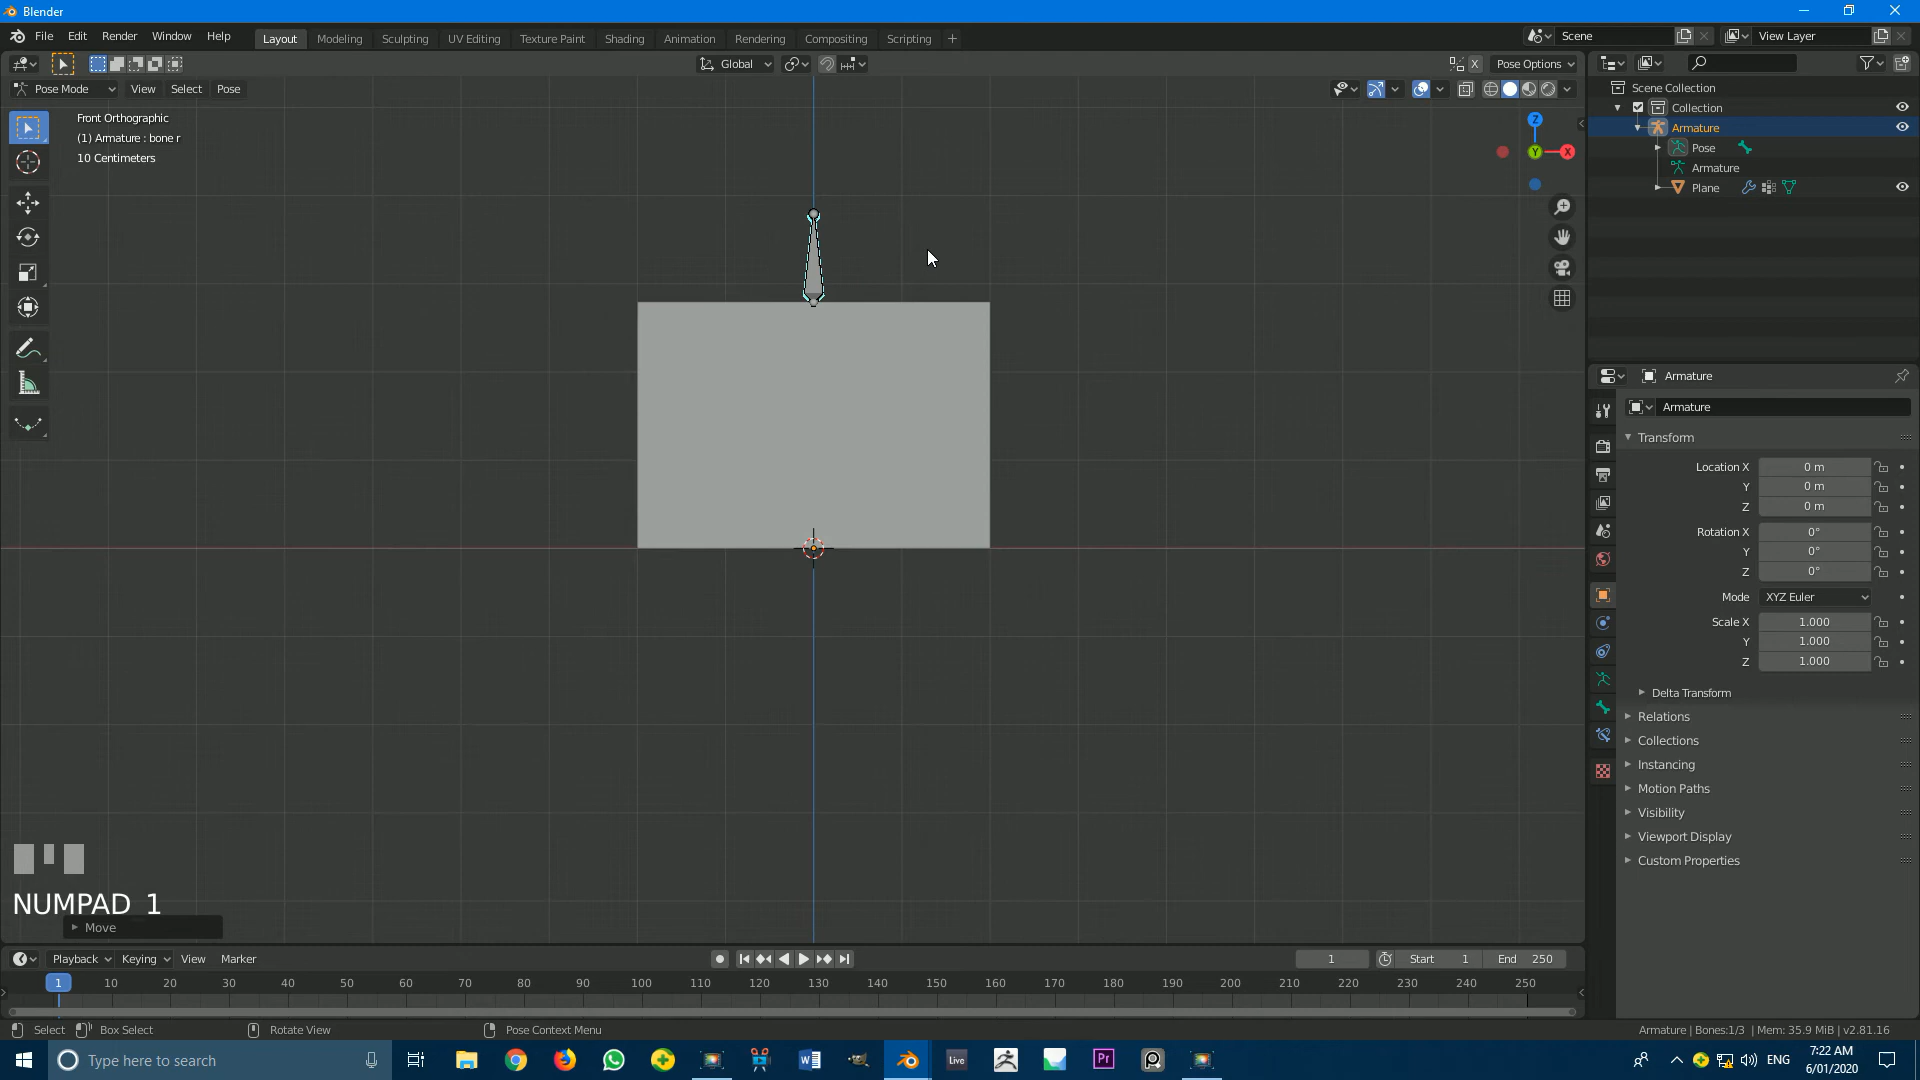 Blender
File Edit Render Window Help
Layout Modeling Sculpting UV Editing Texture Paint Shading Animation Rendering Compositing Scripting +
Scene
View Layer
Global
X
Pose Options
Pose Mode View Select Pose
Front Orthographic
(1) Armature : bone r
10 Centimeters
Z
Y
X
Scene Collection
Collection
Armature
Pose
Armature
Plane
Armature
Armature
Transform
Location X 0 m
Y 0 m
Z 0 m
Rotation X 0°
Y 0°
Z 0°
Mode XYZ Euler
Scale X 1.000
Y 1.000
Z 1.000
Delta Transform
Relations
Collections
Instancing
Motion Paths
Visibility
Viewport Display
Custom Properties
NUMPAD 1
Move
Playback Keying View Marker
1 Start 1 End 250
1 10 20 30 40 50 60 70 80 90 100 110 120 130 140 150 160 170 180 190 200 210 220 230 240 250
Select Box Select Rotate View Pose Context Menu
Armature | Bones:1/3 | Mem: 35.9 MiB | v2.81.16
Type here to search
Live
Pr
ENG
7:22 AM
6/01/2020